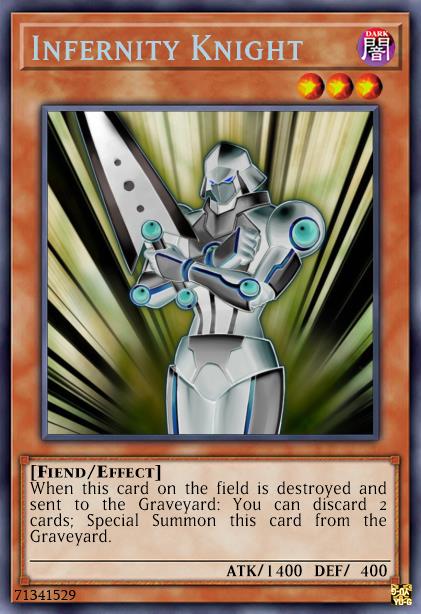 INFERNITY KNIGHT
DARK
闇
[FIEND/EFFECT]
When this card on the field is destroyed and
sent to the Graveyard: You can discard 2
cards; Special Summon this card from the
Graveyard.
ATK/1400 DEF/ 400
71341529